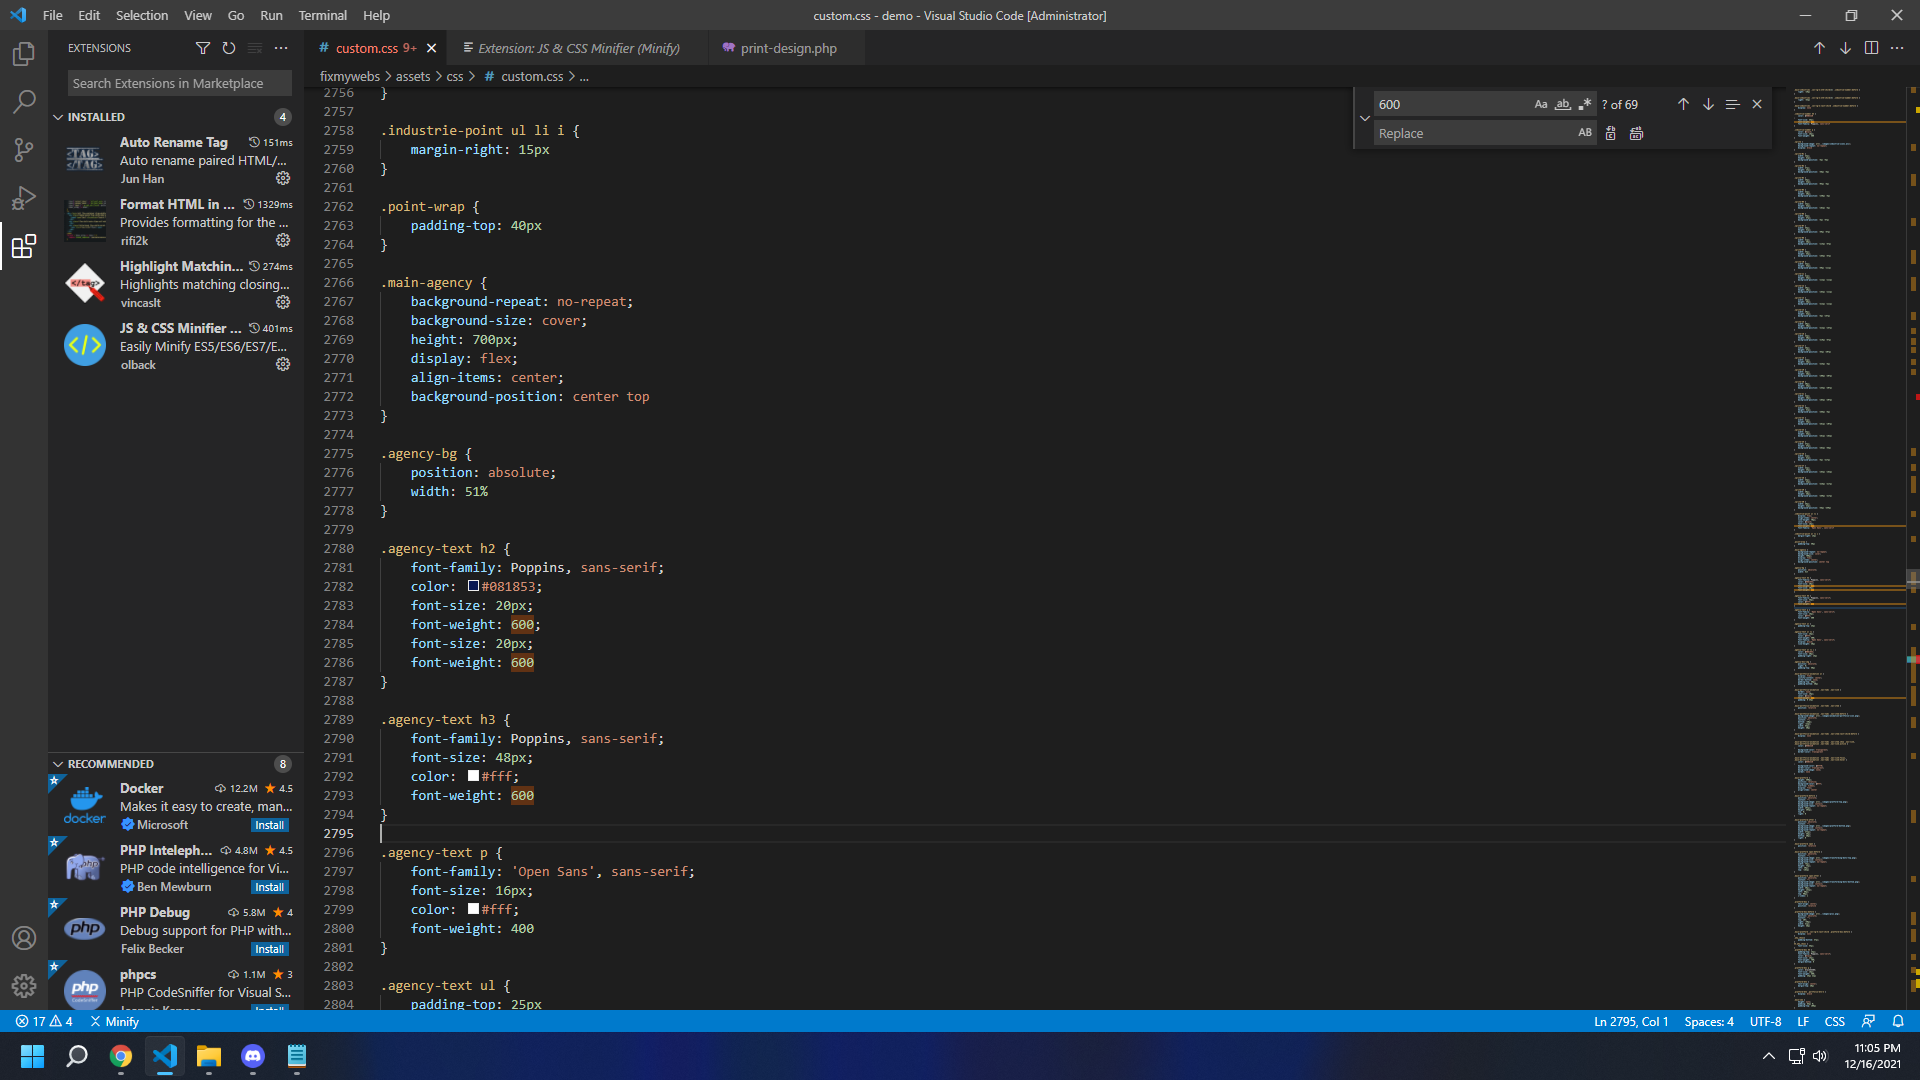 File Edit Selection View Go Run Terminal Help
custom.css - demo - Visual Studio Code [Administrator]
EXTENSIONS
Search Extensions in Marketplace
INSTALLED 4
Auto Rename Tag 151ms
Auto rename paired HTML/...
Jun Han
Format HTML in ... 1329ms
Provides formatting for the ...
rifi2k
Highlight Matchin... 274ms
Highlights matching closing...
vincaslt
JS & CSS Minifier ... 401ms
Easily Minify ES5/ES6/ES7/E...
olback
RECOMMENDED 8
Docker 12.2M 4.5
Makes it easy to create, man...
Microsoft Install
PHP Inteleph... 4.8M 4.5
PHP code intelligence for Vi...
Ben Mewburn Install
PHP Debug 5.8M 4
Debug support for PHP with...
Felix Becker Install
phpcs 1.1M 3
PHP CodeSniffer for Visual S...
# custom.css 9+
Extension: JS & CSS Minifier (Minify)
print-design.php
fixmywebs > assets > css > # custom.css > ...
600 Aa ab ? of 69
Replace AB
2756 }
2757
2758 .industrie-point ul li i {
2759 margin-right: 15px
2760 }
2761
2762 .point-wrap {
2763 padding-top: 40px
2764 }
2765
2766 .main-agency {
2767 background-repeat: no-repeat;
2768 background-size: cover;
2769 height: 700px;
2770 display: flex;
2771 align-items: center;
2772 background-position: center top
2773 }
2774
2775 .agency-bg {
2776 position: absolute;
2777 width: 51%
2778 }
2779
2780 .agency-text h2 {
2781 font-family: Poppins, sans-serif;
2782 color: #081853;
2783 font-size: 20px;
2784 font-weight: 600;
2785 font-size: 20px;
2786 font-weight: 600
2787 }
2788
2789 .agency-text h3 {
2790 font-family: Poppins, sans-serif;
2791 font-size: 48px;
2792 color: #fff;
2793 font-weight: 600
2794 }
2795
2796 .agency-text p {
2797 font-family: 'Open Sans', sans-serif;
2798 font-size: 16px;
2799 color: #fff;
2800 font-weight: 400
2801 }
2802
2803 .agency-text ul {
2804 padding-top: 25px
17 4 Minify
Ln 2795, Col 1 Spaces: 4 UTF-8 LF CSS
11:05 PM
12/16/2021